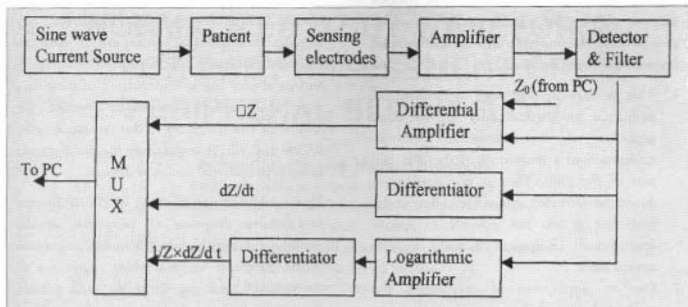 Sine wave
Current Source
Patient
Sensing
electrodes
Amplifier
Detector
& Filter
Z₀ (from PC)
□Z
Differential
Amplifier
To PC
M
U
X
dZ/dt
Differentiator
1/Z×dZ/d t
Differentiator
Logarithmic
Amplifier